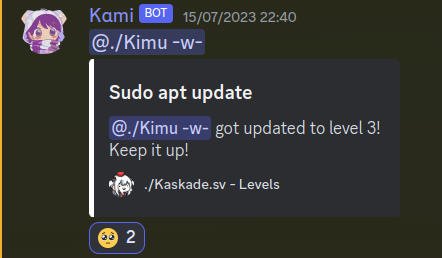 Kami BOT 15/07/2023 22:40
@./Kimu -w-
Sudo apt update
@./Kimu -w- got updated to level 3!
Keep it up!
./Kaskade.sv - Levels
2